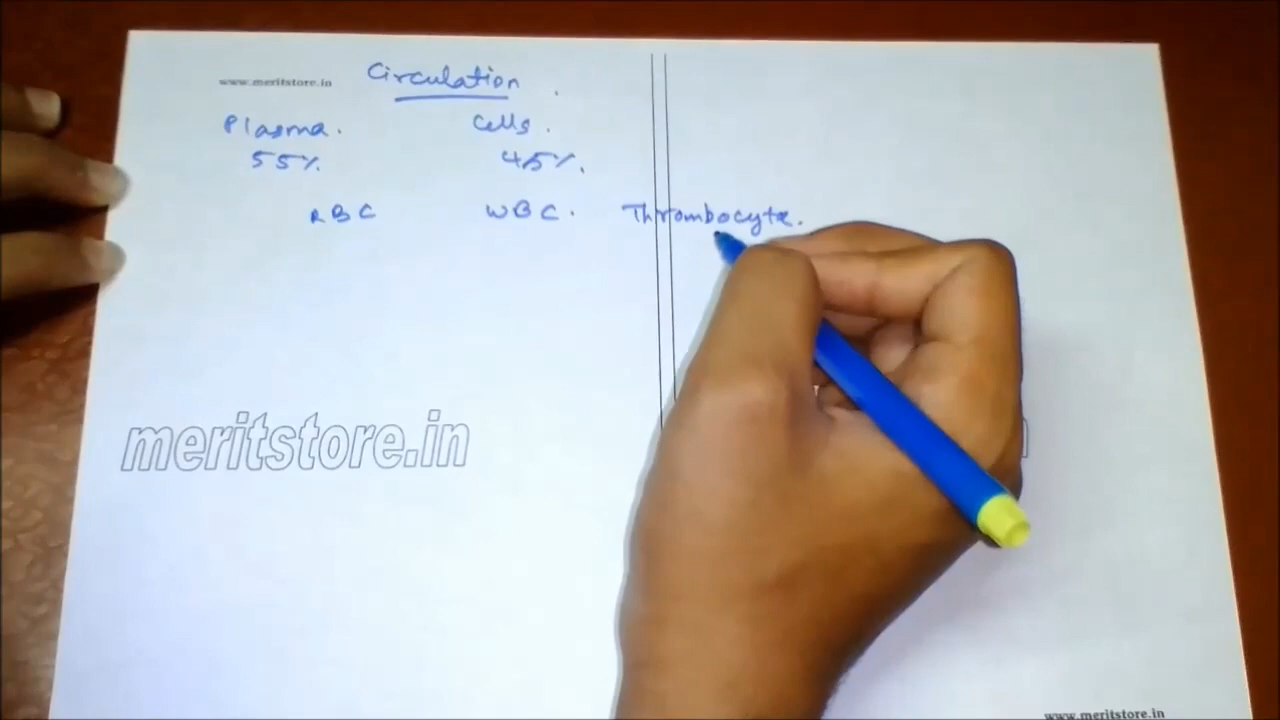 www.meritstore.in Circulation.
Plasma. Cells.
55%. 45%.
RBC WBC. Thrombocyte.
meritstore.in
www.meritstore.in